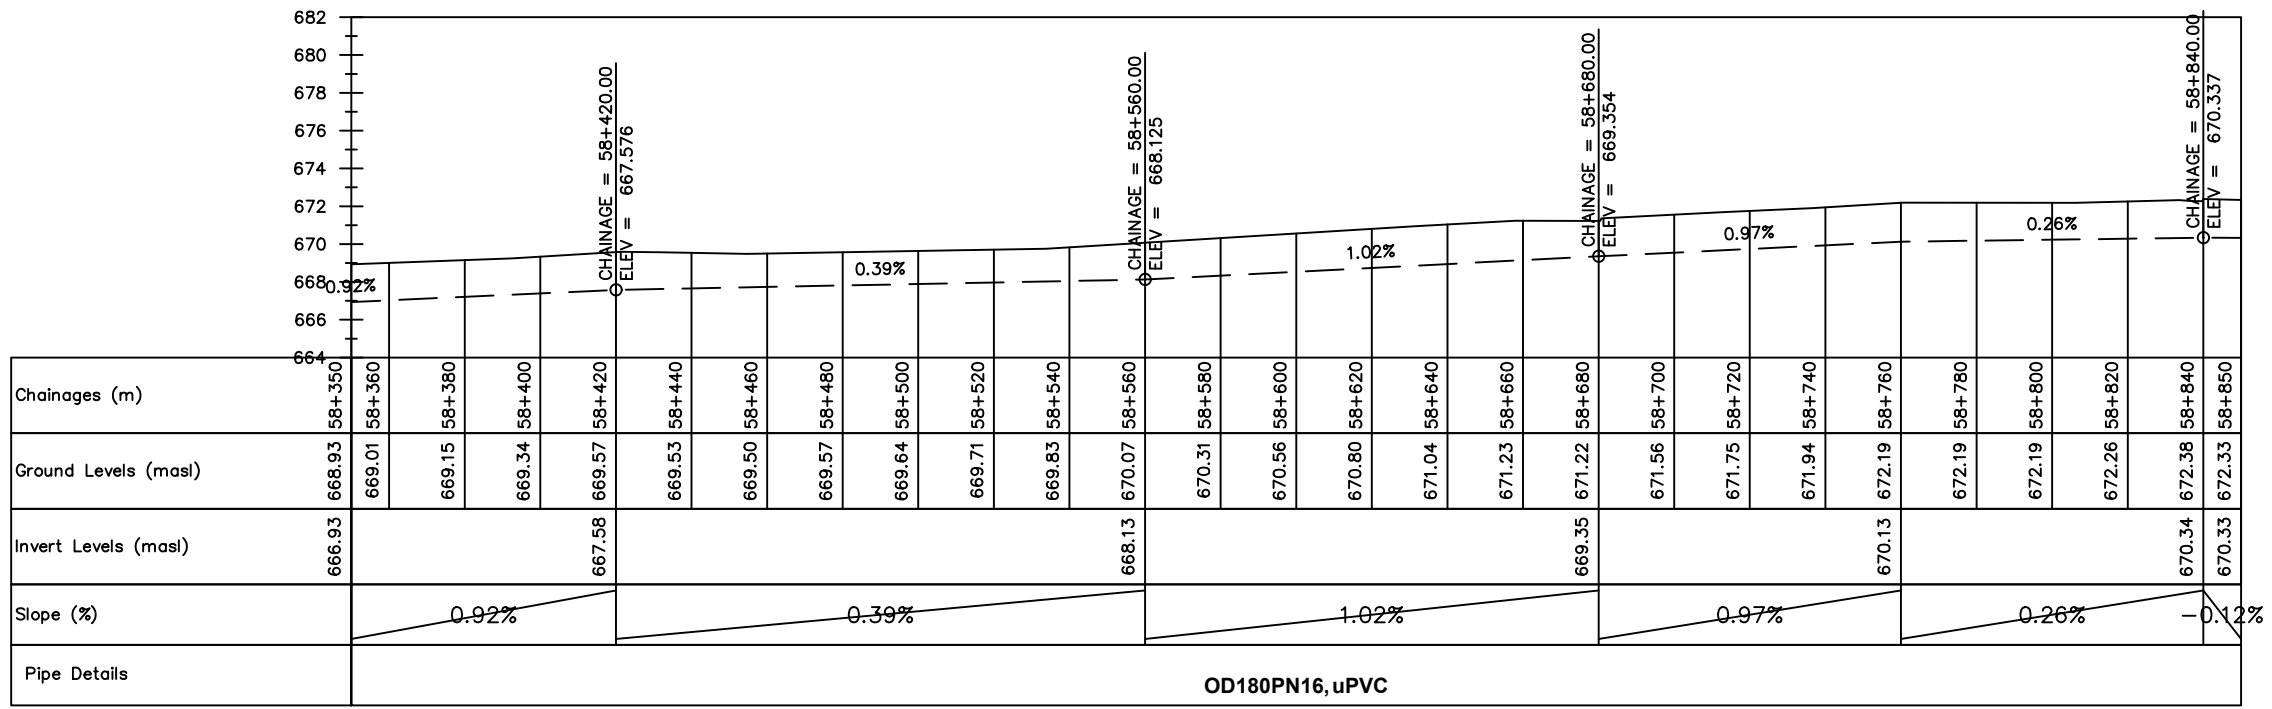 682
680
678
676
674
672
670
668
666
664
CHAINAGE = 58+420.00
ELEV = 667.576
CHAINAGE = 58+560.00
ELEV = 668.125
CHAINAGE = 58+680.00
ELEV = 669.354
CHAINAGE = 58+840.00
ELEV = 670.337
0.92%
0.39%
1.02%
0.97%
0.26%
Chainages (m)
58+350 58+360 58+380 58+400 58+420 58+440 58+460 58+480 58+500 58+520 58+540 58+560 58+580 58+600 58+620 58+640 58+660 58+680 58+700 58+720 58+740 58+760 58+780 58+800 58+820 58+840 58+850
Ground Levels (masl)
668.93 669.01 669.15 669.34 669.57 669.53 669.50 669.57 669.64 669.71 669.83 670.07 670.31 670.56 670.80 671.04 671.23 671.22 671.56 671.75 671.94 672.19 672.19 672.19 672.26 672.38 672.33
Invert Levels (masl)
666.93 667.58 668.13 669.35 670.13 670.34 670.33
Slope (%)
0.92% 0.39% 1.02% 0.97% 0.26% -0.12%
Pipe Details
OD180PN16, uPVC